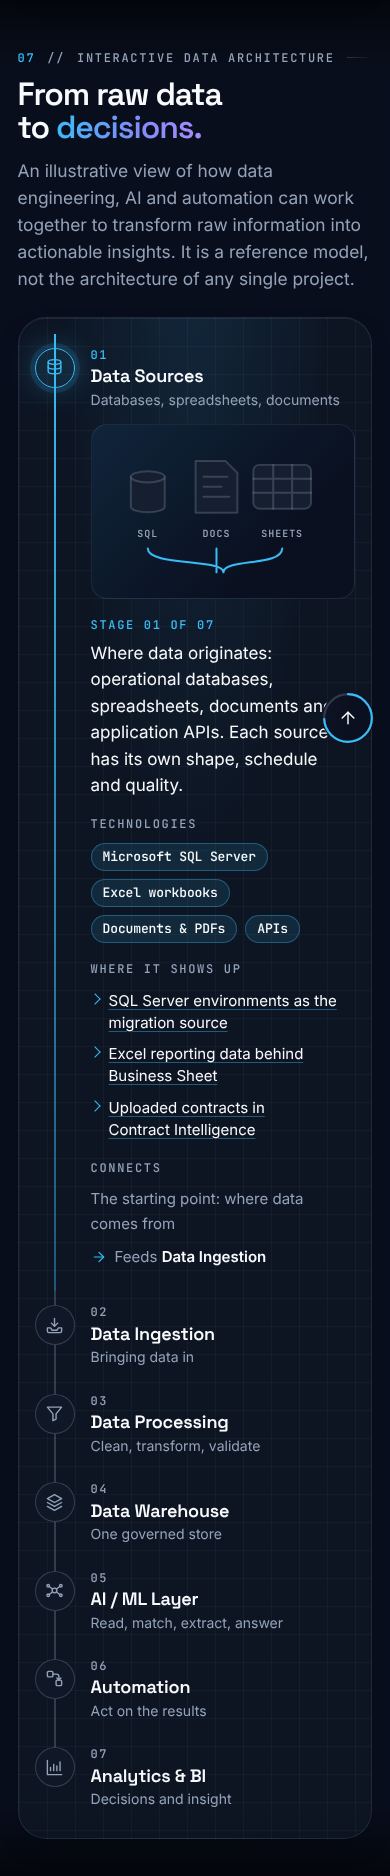 07 // INTERACTIVE DATA ARCHITECTURE
From raw data
to decisions.
An illustrative view of how data
engineering, AI and automation can work
together to transform raw information into
actionable insights. It is a reference model,
not the architecture of any single project.
01
Data Sources
Databases, spreadsheets, documents
SQL DOCS SHEETS
STAGE 01 OF 07
Where data originates:
operational databases,
spreadsheets, documents and
application APIs. Each source
has its own shape, schedule
and quality.
TECHNOLOGIES
Microsoft SQL Server
Excel workbooks
Documents & PDFs APIs
WHERE IT SHOWS UP
SQL Server environments as the
migration source
Excel reporting data behind
Business Sheet
Uploaded contracts in
Contract Intelligence
CONNECTS
The starting point: where data
comes from
Feeds Data Ingestion
02
Data Ingestion
Bringing data in
03
Data Processing
Clean, transform, validate
04
Data Warehouse
One governed store
05
AI / ML Layer
Read, match, extract, answer
06
Automation
Act on the results
07
Analytics & BI
Decisions and insight